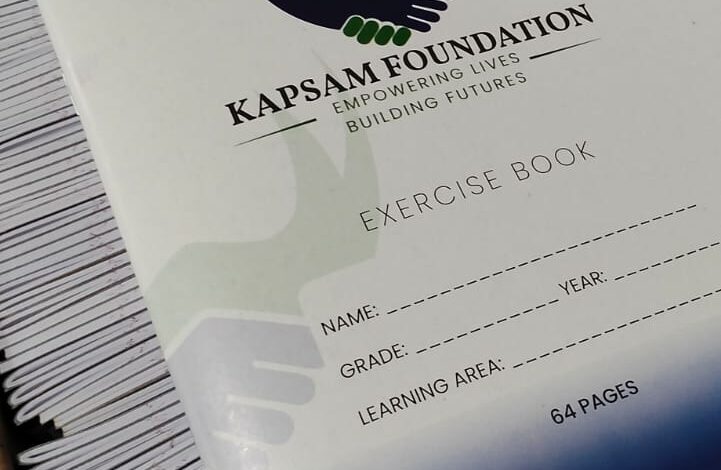 KAPSAM FOUNDATION
EMPOWERING LIVES
BUILDING FUTURES
EXERCISE BOOK
NAME:
GRADE: YEAR:
LEARNING AREA:
64 PAGES